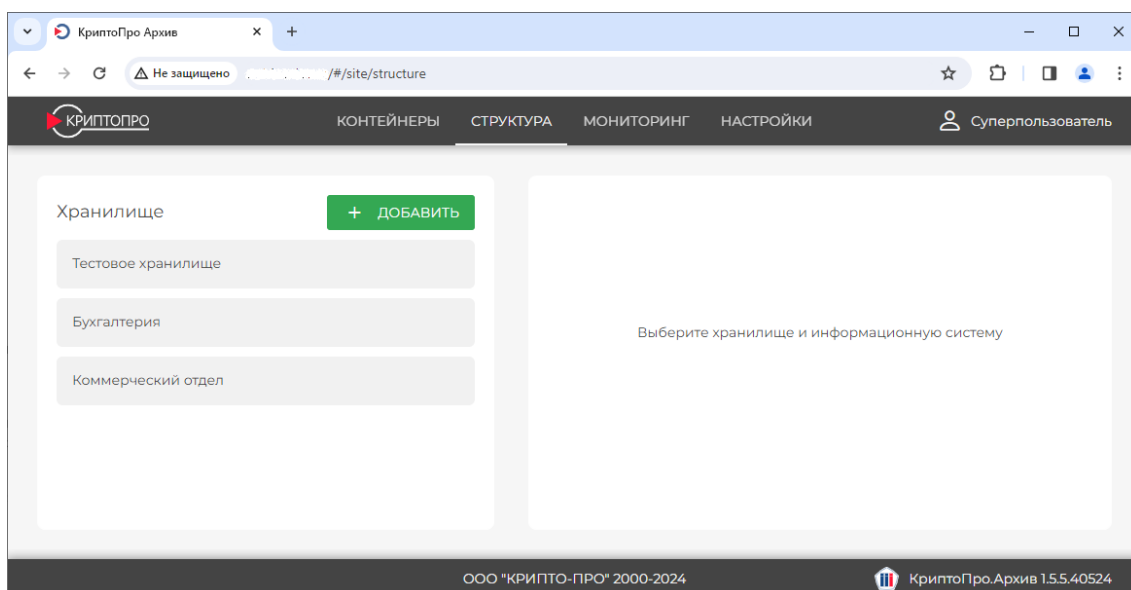 КриптоПро Архив
Не защищено /#/site/structure
КРИПТОПРО КОНТЕЙНЕРЫ СТРУКТУРА МОНИТОРИНГ НАСТРОЙКИ Суперпользователь
Хранилище + ДОБАВИТЬ
Тестовое хранилище
Бухгалтерия
Коммерческий отдел
Выберите хранилище и информационную систему
ООО "КРИПТО-ПРО" 2000-2024 КриптоПро.Архив 1.5.5.40524